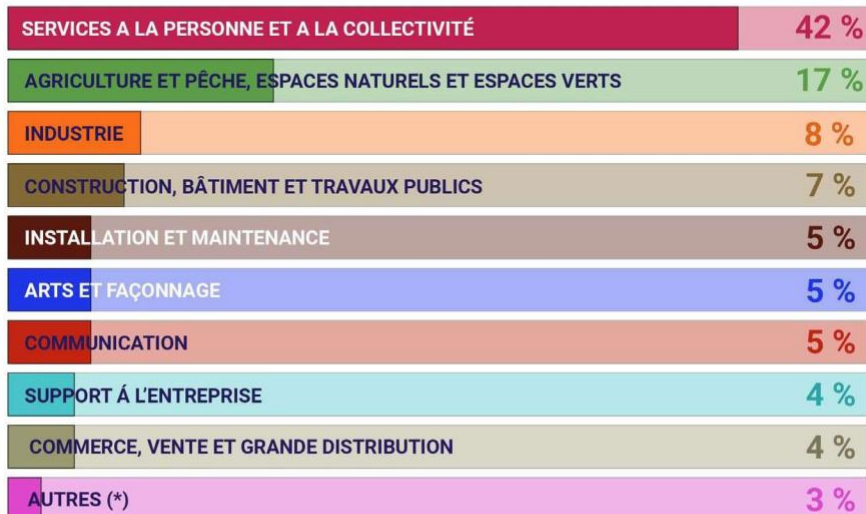 SERVICES A LA PERSONNE ET A LA COLLECTIVITÉ 42 %
AGRICULTURE ET PÊCHE, ESPACES NATURELS ET ESPACES VERTS 17 %
INDUSTRIE 8 %
CONSTRUCTION, BÂTIMENT ET TRAVAUX PUBLICS 7 %
INSTALLATION ET MAINTENANCE 5 %
ARTS ET FAÇONNAGE 5 %
COMMUNICATION 5 %
SUPPORT Á L'ENTREPRISE 4 %
COMMERCE, VENTE ET GRANDE DISTRIBUTION 4 %
AUTRES (*) 3 %